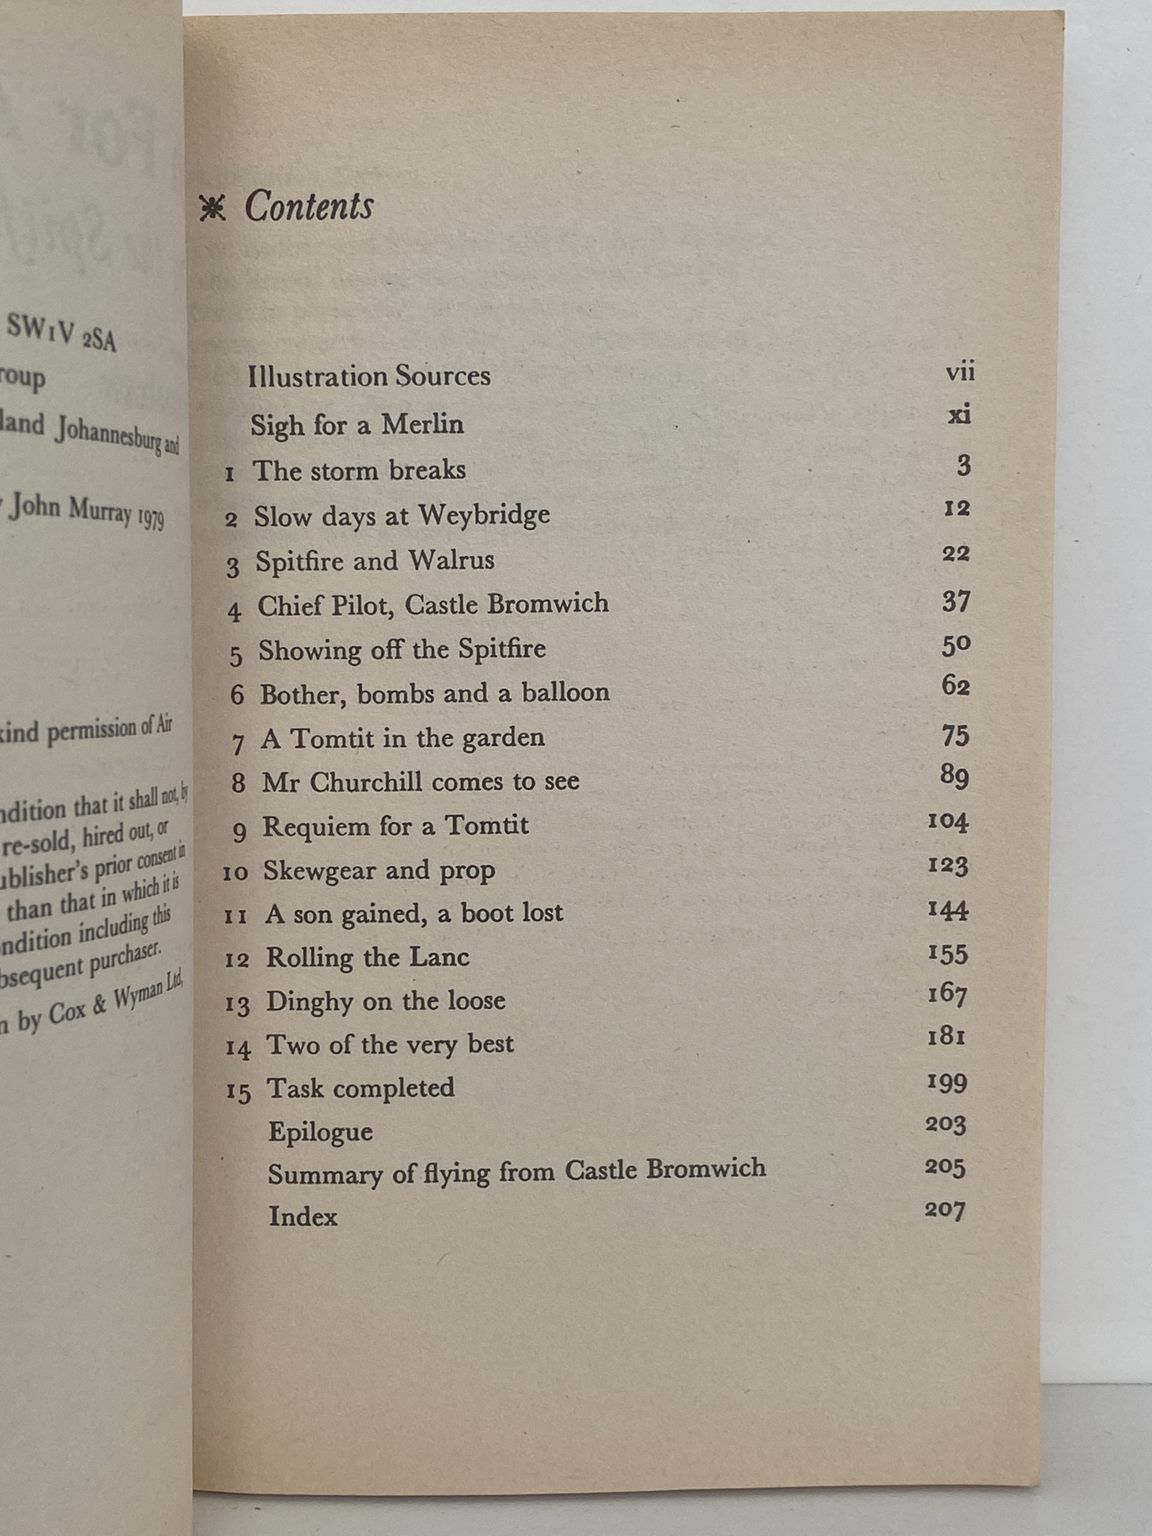 SW1V 2SA
roup
land Johannesburg and
John Murray 1979
kind permission of Air
ndition that it shall not, by
re-sold, hired out, or
ublisher's prior consent in
than that in which it is
ndition including this
bsequent purchaser.
n by Cox & Wyman Ltd,
Contents
Illustration Sources vii
Sigh for a Merlin xi
1 The storm breaks 3
2 Slow days at Weybridge 12
3 Spitfire and Walrus 22
4 Chief Pilot, Castle Bromwich 37
5 Showing off the Spitfire 50
6 Bother, bombs and a balloon 62
7 A Tomtit in the garden 75
8 Mr Churchill comes to see 89
9 Requiem for a Tomtit 104
10 Skewgear and prop 123
11 A son gained, a boot lost 144
12 Rolling the Lanc 155
13 Dinghy on the loose 167
14 Two of the very best 181
15 Task completed 199
Epilogue 203
Summary of flying from Castle Bromwich 205
Index 207